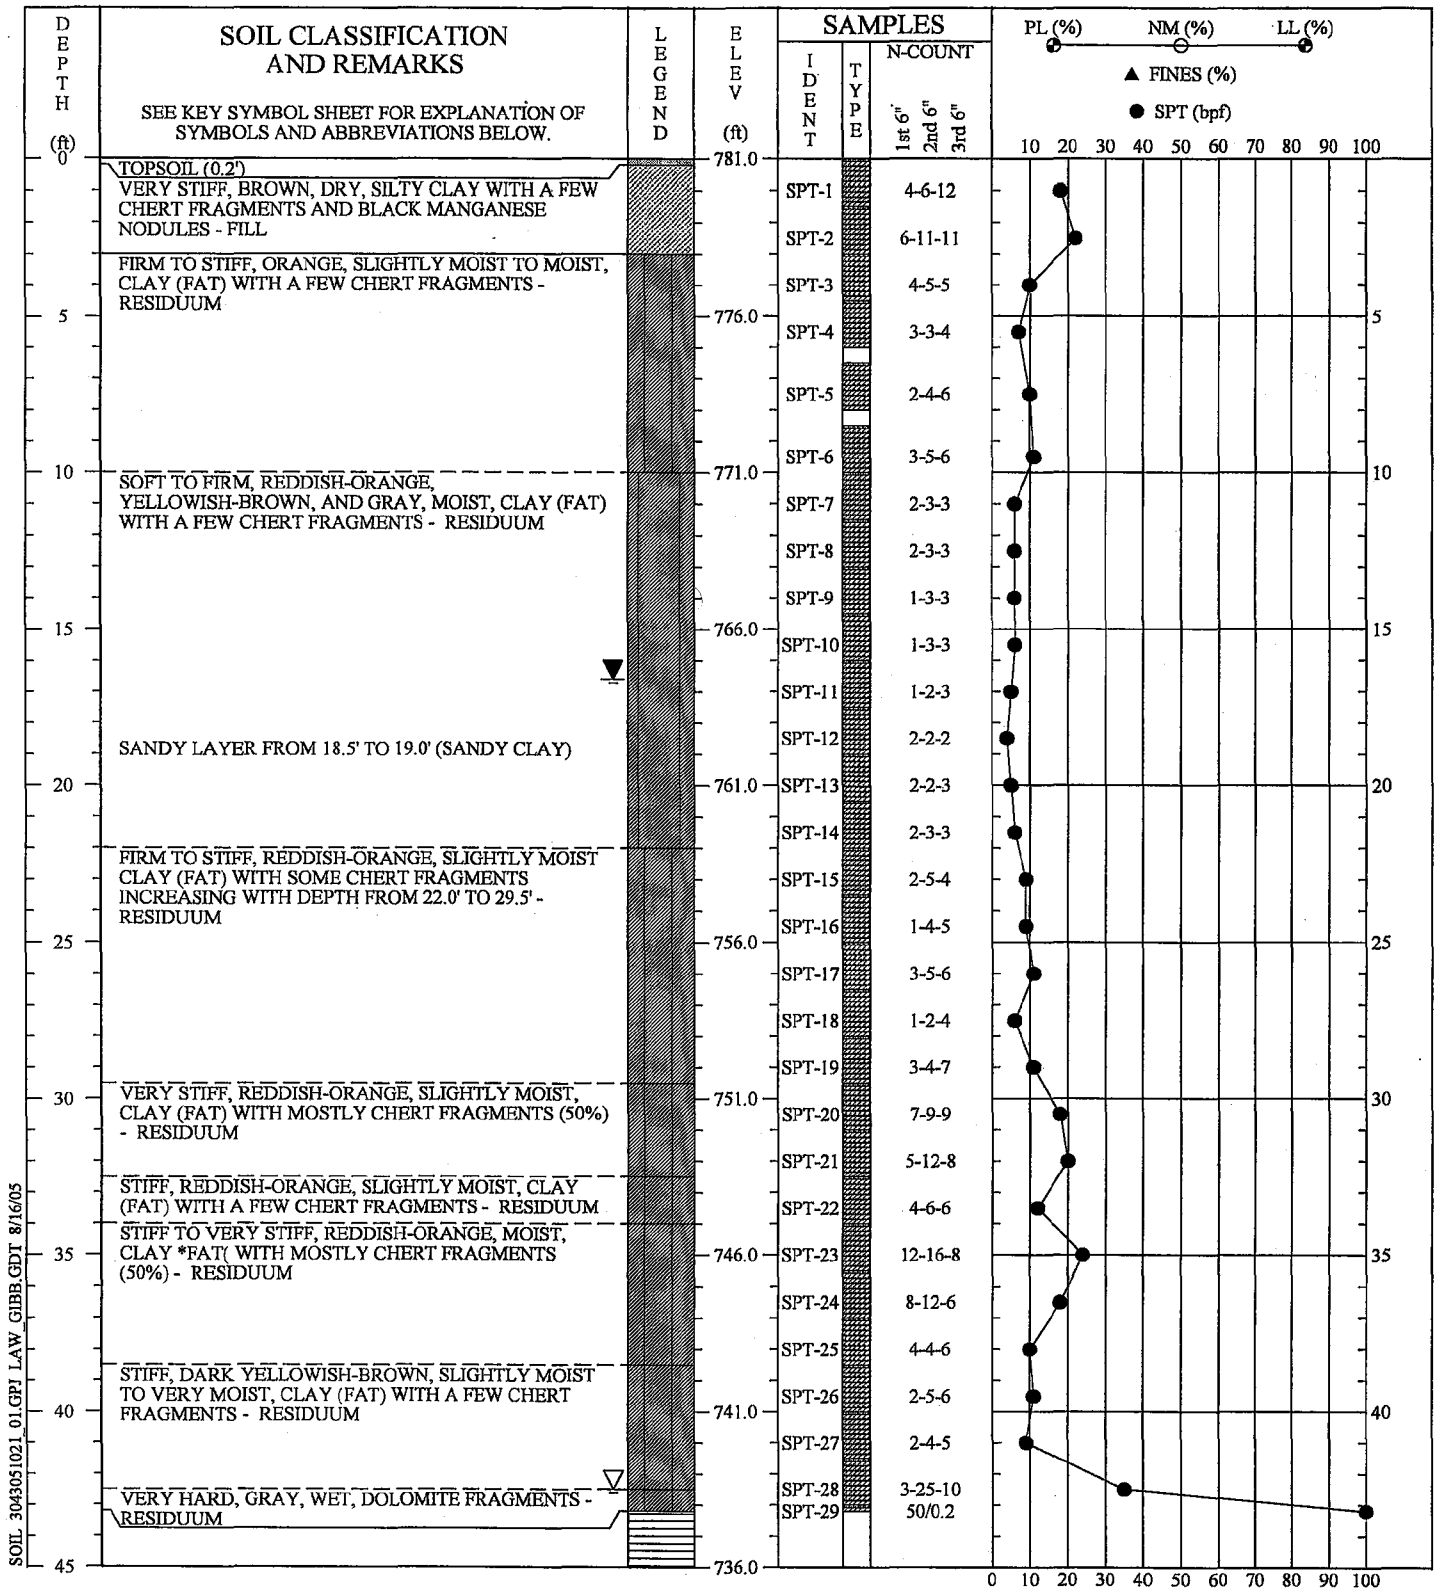 DEPTH (ft)
SOIL CLASSIFICATION
AND REMARKS
SEE KEY SYMBOL SHEET FOR EXPLANATION OF
SYMBOLS AND ABBREVIATIONS BELOW.
LEGEND
ELEV (ft)
SAMPLES
IDENT
TYPE
N-COUNT
1st 6"
2nd 6"
3rd 6"
PL (%) NM (%) LL (%)
▲ FINES (%)
● SPT (bpf)
10 20 30 40 50 60 70 80 90 100
0 781.0
TOPSOIL (0.2')
VERY STIFF, BROWN, DRY, SILTY CLAY WITH A FEW
CHERT FRAGMENTS AND BLACK MANGANESE
NODULES - FILL
SPT-1 4-6-12
SPT-2 6-11-11
FIRM TO STIFF, ORANGE, SLIGHTLY MOIST TO MOIST,
CLAY (FAT) WITH A FEW CHERT FRAGMENTS -
RESIDUUM
SPT-3 4-5-5
5 776.0 5
SPT-4 3-3-4
SPT-5 2-4-6
SPT-6 3-5-6
10 771.0 10
SOFT TO FIRM, REDDISH-ORANGE,
YELLOWISH-BROWN, AND GRAY, MOIST, CLAY (FAT)
WITH A FEW CHERT FRAGMENTS - RESIDUUM
SPT-7 2-3-3
SPT-8 2-3-3
SPT-9 1-3-3
15 766.0 15
SPT-10 1-3-3
SPT-11 1-2-3
SANDY LAYER FROM 18.5' TO 19.0' (SANDY CLAY)
SPT-12 2-2-2
20 761.0 SPT-13 2-2-3 20
SPT-14 2-3-3
FIRM TO STIFF, REDDISH-ORANGE, SLIGHTLY MOIST
CLAY (FAT) WITH SOME CHERT FRAGMENTS
INCREASING WITH DEPTH FROM 22.0' TO 29.5' -
RESIDUUM
SPT-15 2-5-4
SPT-16 1-4-5
25 756.0 25
SPT-17 3-5-6
SPT-18 1-2-4
SPT-19 3-4-7
30 751.0 30
VERY STIFF, REDDISH-ORANGE, SLIGHTLY MOIST,
CLAY (FAT) WITH MOSTLY CHERT FRAGMENTS (50%)
- RESIDUUM
SPT-20 7-9-9
SPT-21 5-12-8
STIFF, REDDISH-ORANGE, SLIGHTLY MOIST, CLAY
(FAT) WITH A FEW CHERT FRAGMENTS - RESIDUUM
SPT-22 4-6-6
STIFF TO VERY STIFF, REDDISH-ORANGE, MOIST,
CLAY *FAT( WITH MOSTLY CHERT FRAGMENTS
(50%) - RESIDUUM
35 746.0 SPT-23 12-16-8 35
SPT-24 8-12-6
SPT-25 4-4-6
STIFF, DARK YELLOWISH-BROWN, SLIGHTLY MOIST
TO VERY MOIST, CLAY (FAT) WITH A FEW CHERT
FRAGMENTS - RESIDUUM
SPT-26 2-5-6
40 741.0 40
SPT-27 2-4-5
SPT-28 3-25-10
VERY HARD, GRAY, WET, DOLOMITE FRAGMENTS -
RESIDUUM
SPT-29 50/0.2
45 736.0
0 10 20 30 40 50 60 70 80 90 100
SOIL 3043051021_01.GPJ LAW_GIBB.GDT 8/16/05